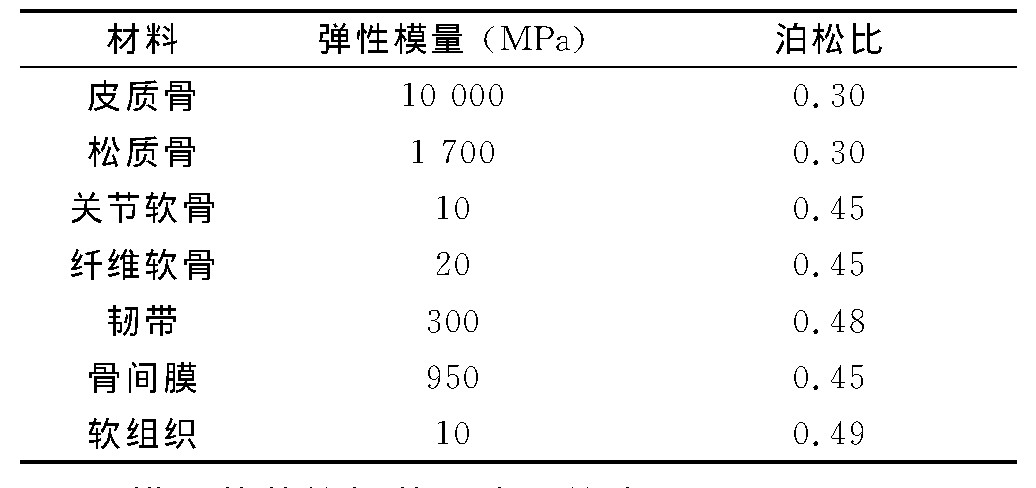 材料 弹性模量(MPa) 泊松比
皮质骨 10 000 0.30
松质骨 1 700 0.30
关节软骨 10 0.45
纤维软骨 20 0.45
韧带 300 0.48
骨间膜 950 0.45
软组织 10 0.49